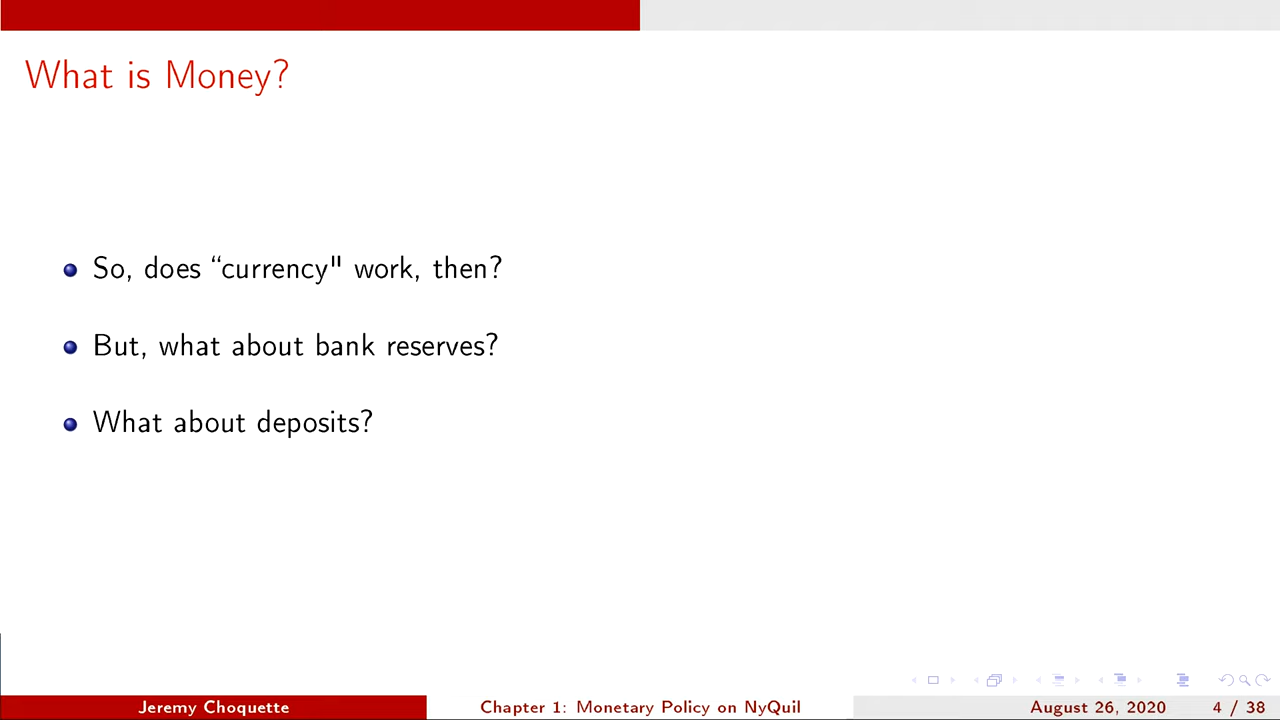 What is Money?
So, does “currency" work, then?
But, what about bank reserves?
What about deposits?
Jeremy Choquette Chapter 1: Monetary Policy on NyQuil August 26, 2020 4 / 38